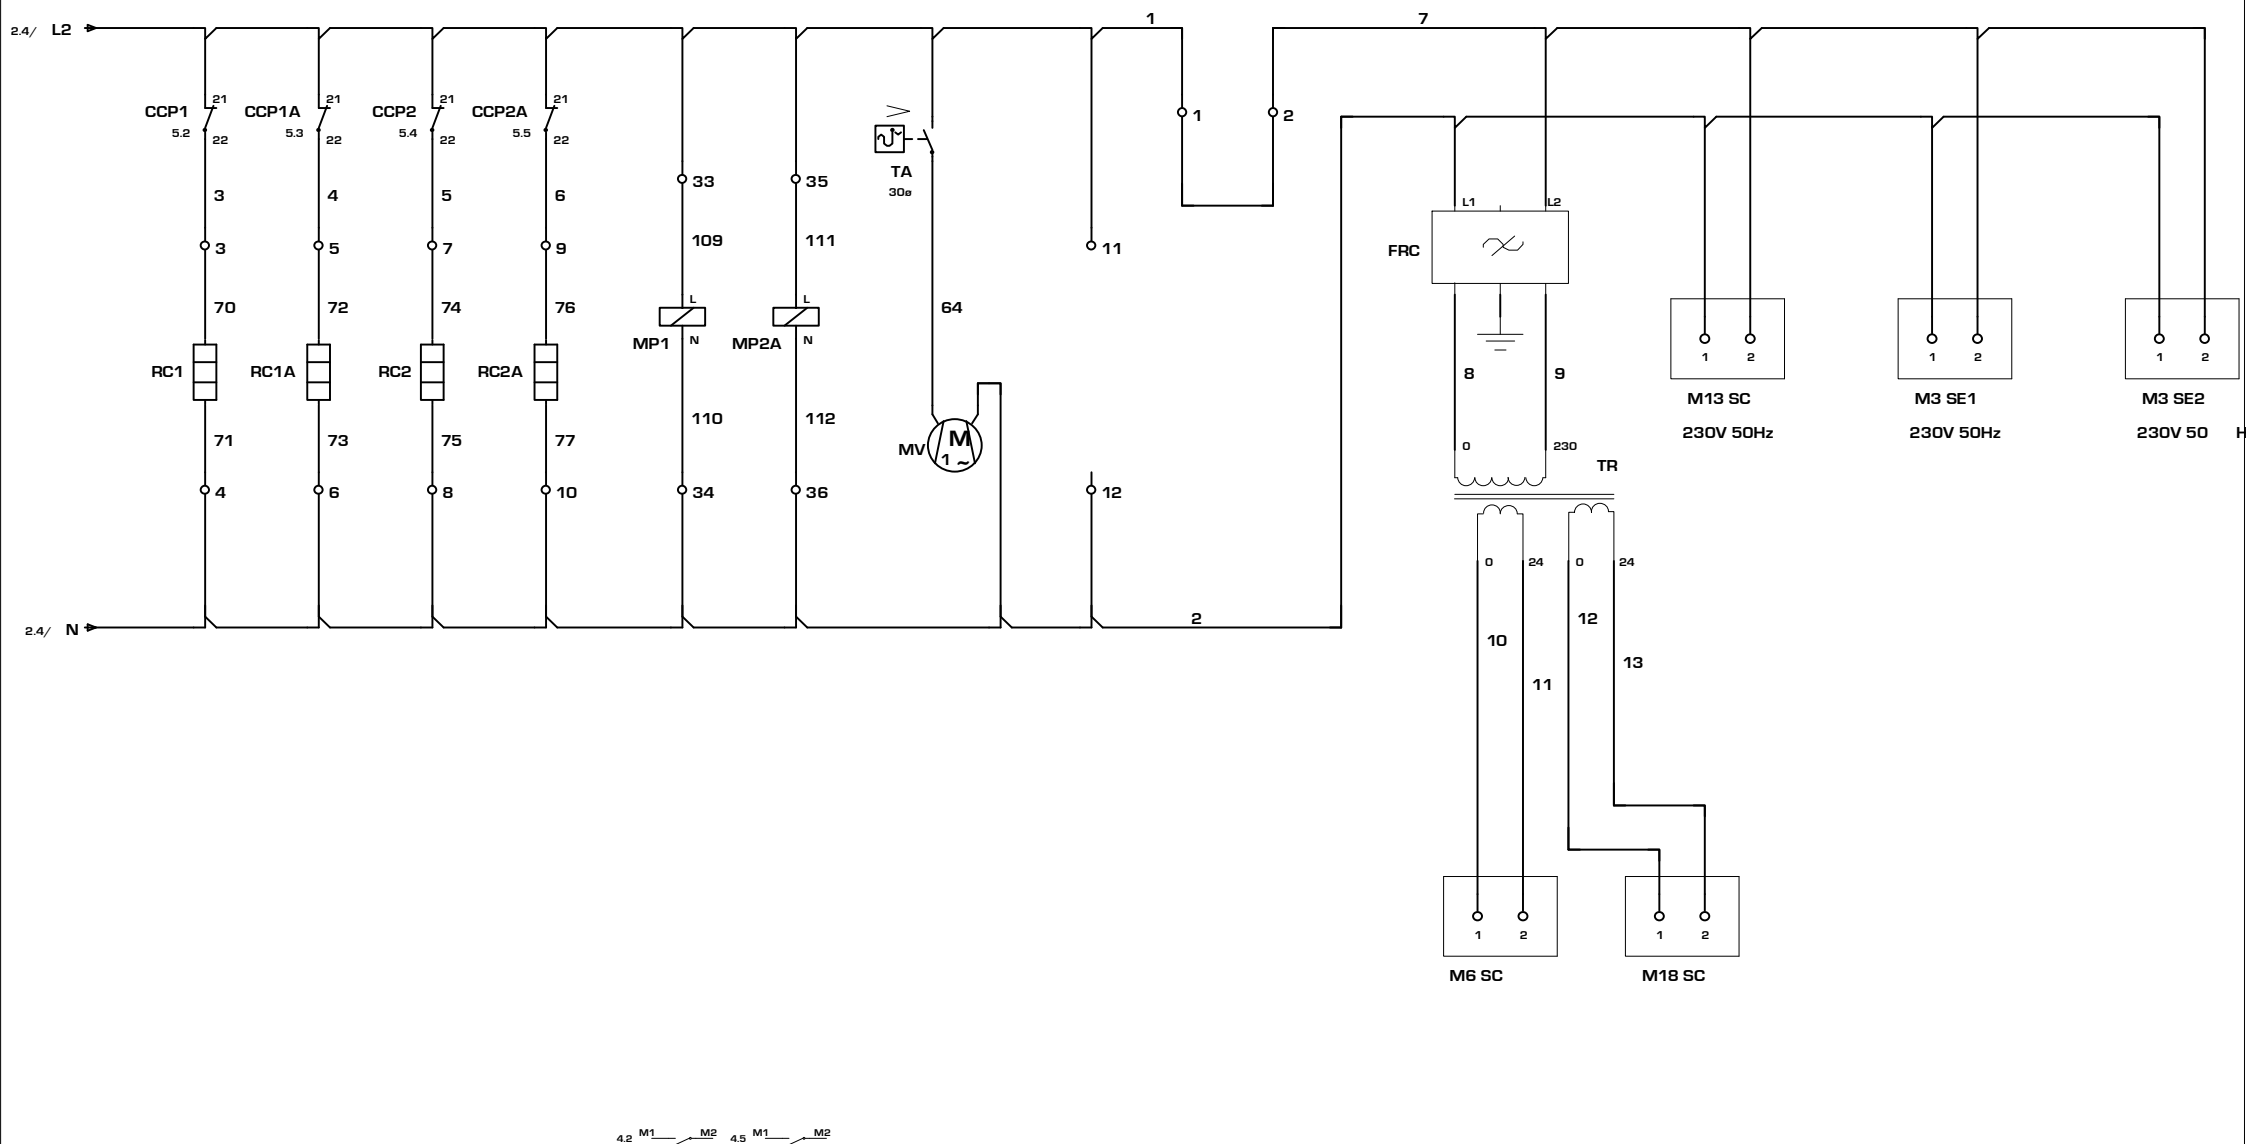 1 7
2.4/ L2
CCP1 21 CCP1A 21 CCP2 21 CCP2A 21
5.2 22 5.3 22 5.4 22 5.5 22
1 2
TA
30ø
33 35
3 4 5 6
L1 L2
109 111
3 5 7 9 11
FRC
70 72 74 76 64
L L
MP1 N MP2A N
1 2 1 2 1 2
RC1 RC1A RC2 RC2A
8 9
M13 SC M3 SE1 M3 SE2
230V 50Hz 230V 50Hz 230V 50 H
110 112
71 73 75 77
MV M
1 ~
0 230
TR
4 6 8 10 34 36 12
0 24 0 24
2.4/ N
2
12
10
13
11
1 2 1 2
M6 SC M18 SC
4.2 M1 M2 4.5 M1 M2